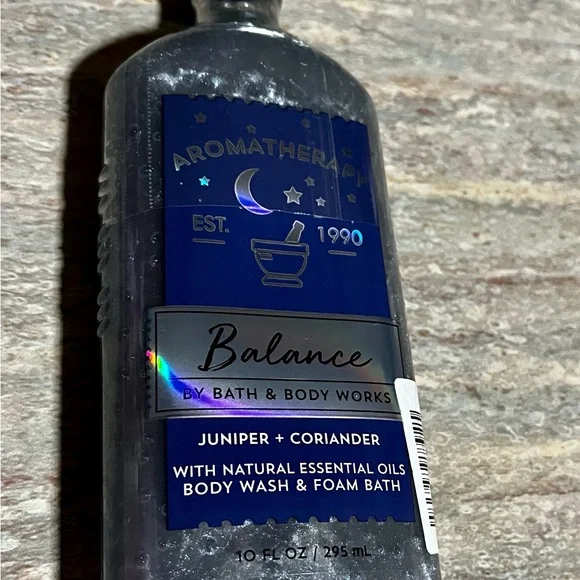 AROMATHERAPY
EST. 1990
Balance
BY BATH & BODY WORKS
JUNIPER + CORIANDER
WITH NATURAL ESSENTIAL OILS
BODY WASH & FOAM BATH
10 FL OZ / 295 mL